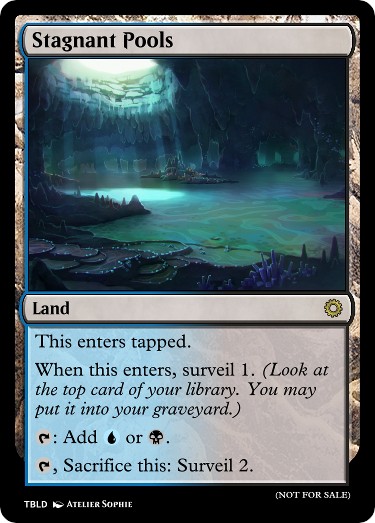 Stagnant Pools
Land
This enters tapped.
When this enters, surveil 1. (Look at
the top card of your library. You may
put it into your graveyard.)
: Add or .
, Sacrifice this: Surveil 2.
(NOT FOR SALE)
TBLD Atelier Sophie